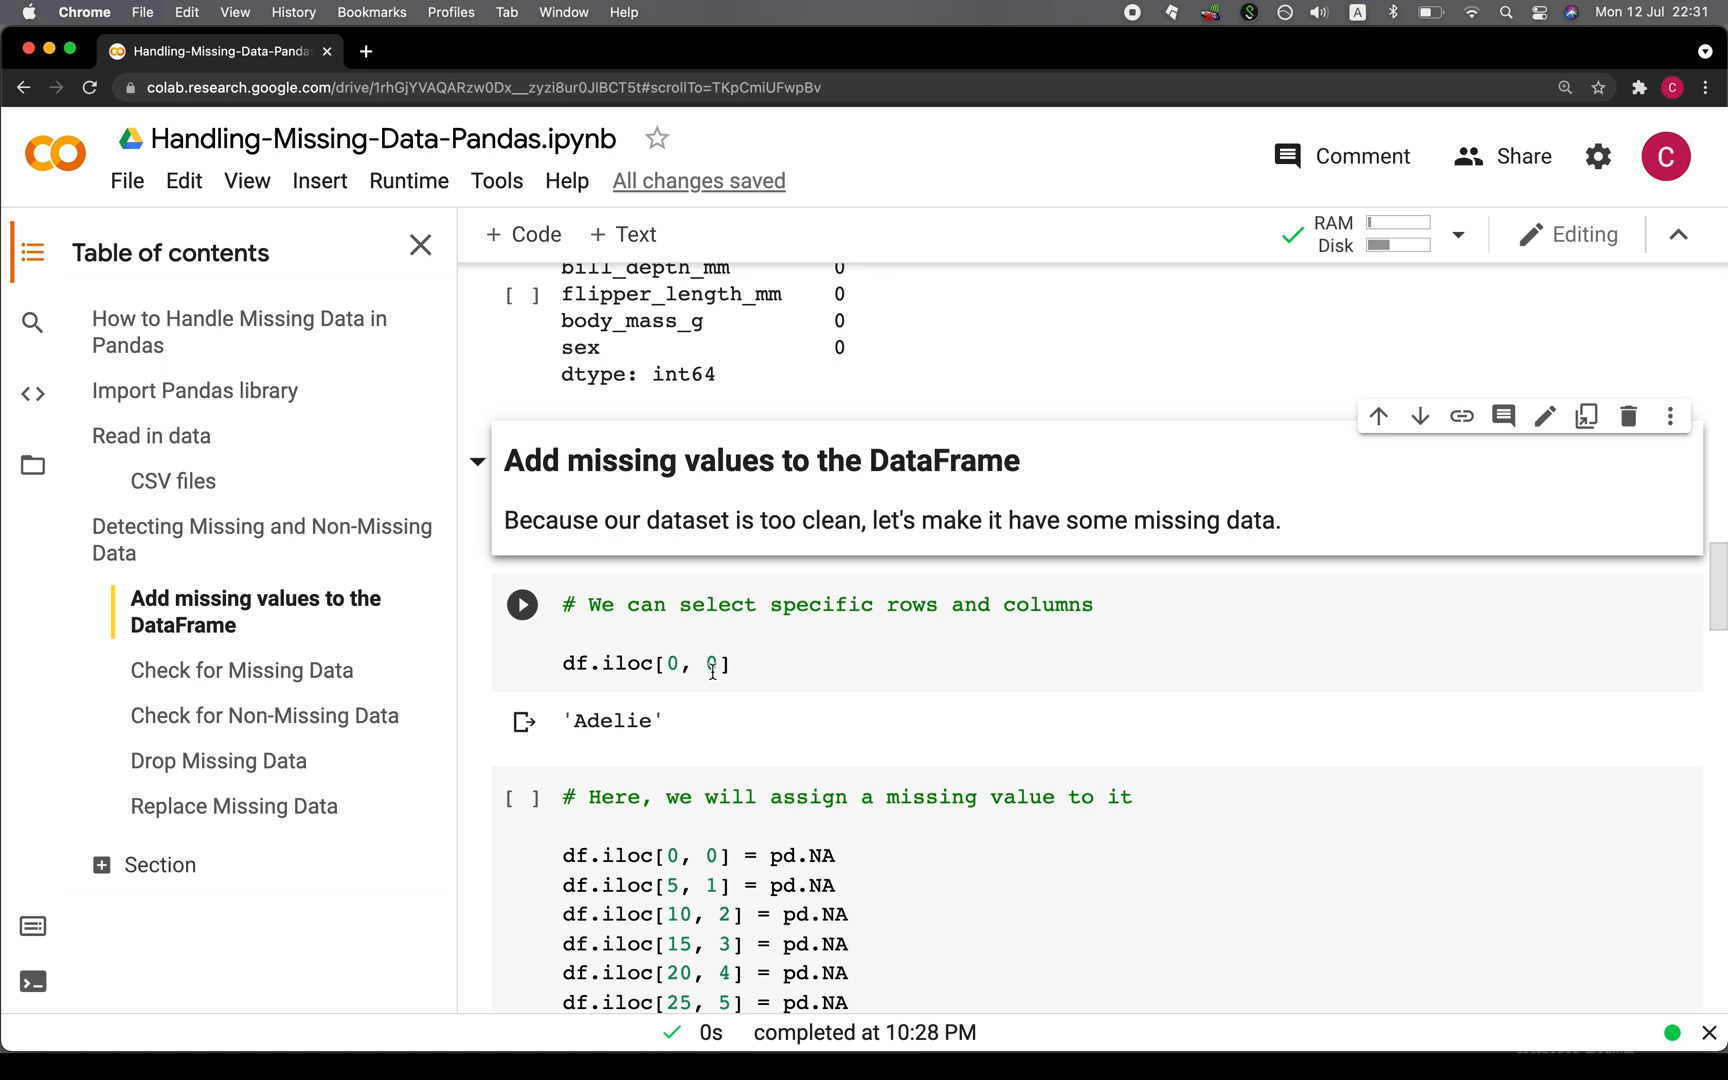 Chrome File Edit View History Bookmarks Profiles Tab Window Help A Mon 12 Jul 22:31
Handling-Missing-Data-Panda
colab.research.google.com/drive/1rhGjYVAQARzw0Dx__zyzi8ur0JlBCT5t#scrollTo=TKpCmiUFwpBv C
Handling-Missing-Data-Pandas.ipynb
Comment Share C
File Edit View Insert Runtime Tools Help All changes saved
Table of contents
How to Handle Missing Data in
Pandas
Import Pandas library
Read in data
CSV files
Detecting Missing and Non-Missing
Data
Add missing values to the
DataFrame
Check for Missing Data
Check for Non-Missing Data
Drop Missing Data
Replace Missing Data
Section
+ Code + Text
RAM
Disk
Editing
bill_depth_mm 0
[ ] flipper_length_mm 0
body_mass_g 0
sex 0
dtype: int64
Add missing values to the DataFrame
Because our dataset is too clean, let's make it have some missing data.
# We can select specific rows and columns
df.iloc[0, 0]
'Adelie'
[ ] # Here, we will assign a missing value to it
df.iloc[0, 0] = pd.NA
df.iloc[5, 1] = pd.NA
df.iloc[10, 2] = pd.NA
df.iloc[15, 3] = pd.NA
df.iloc[20, 4] = pd.NA
df.iloc[25, 5] = pd.NA
0s completed at 10:28 PM